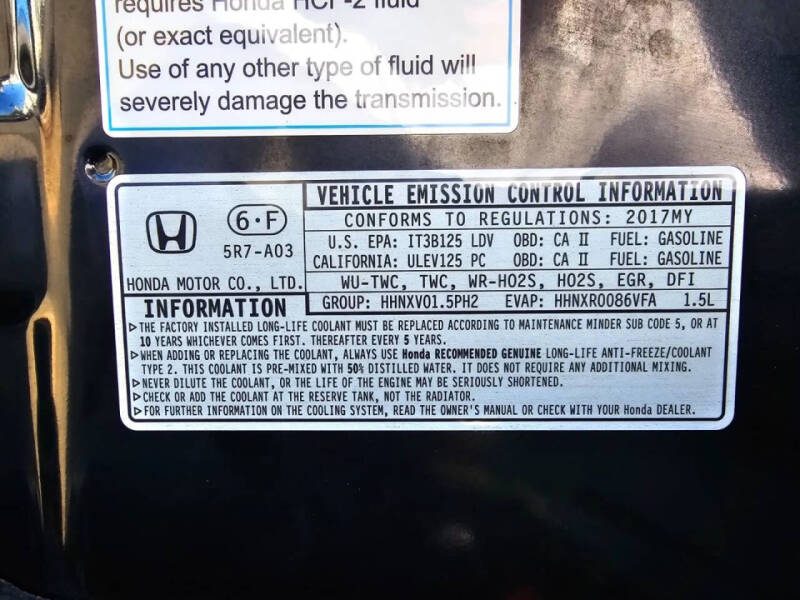 requires Honda HCF-2 fluid
(or exact equivalent).
Use of any other type of fluid will
severely damage the transmission.
6·F
5R7-A03
HONDA MOTOR CO., LTD.
VEHICLE EMISSION CONTROL INFORMATION
CONFORMS TO REGULATIONS: 2017MY
U.S. EPA: IT3B125 LDV OBD: CA II FUEL: GASOLINE
CALIFORNIA: ULEV125 PC OBD: CA II FUEL: GASOLINE
WU-TWC, TWC, WR-HO2S, HO2S, EGR, DFI
GROUP: HHNXV01.5PH2 EVAP: HHNXR0086VFA 1.5L
INFORMATION
▷THE FACTORY INSTALLED LONG-LIFE COOLANT MUST BE REPLACED ACCORDING TO MAINTENANCE MINDER SUB CODE 5, OR AT
10 YEARS WHICHEVER COMES FIRST. THEREAFTER EVERY 5 YEARS.
▷WHEN ADDING OR REPLACING THE COOLANT, ALWAYS USE Honda RECOMMENDED GENUINE LONG-LIFE ANTI-FREEZE/COOLANT
TYPE 2. THIS COOLANT IS PRE-MIXED WITH 50% DISTILLED WATER. IT DOES NOT REQUIRE ANY ADDITIONAL MIXING.
▷NEVER DILUTE THE COOLANT, OR THE LIFE OF THE ENGINE MAY BE SERIOUSLY SHORTENED.
▷CHECK OR ADD THE COOLANT AT THE RESERVE TANK, NOT THE RADIATOR.
▷FOR FURTHER INFORMATION ON THE COOLING SYSTEM, READ THE OWNER'S MANUAL OR CHECK WITH YOUR Honda DEALER.